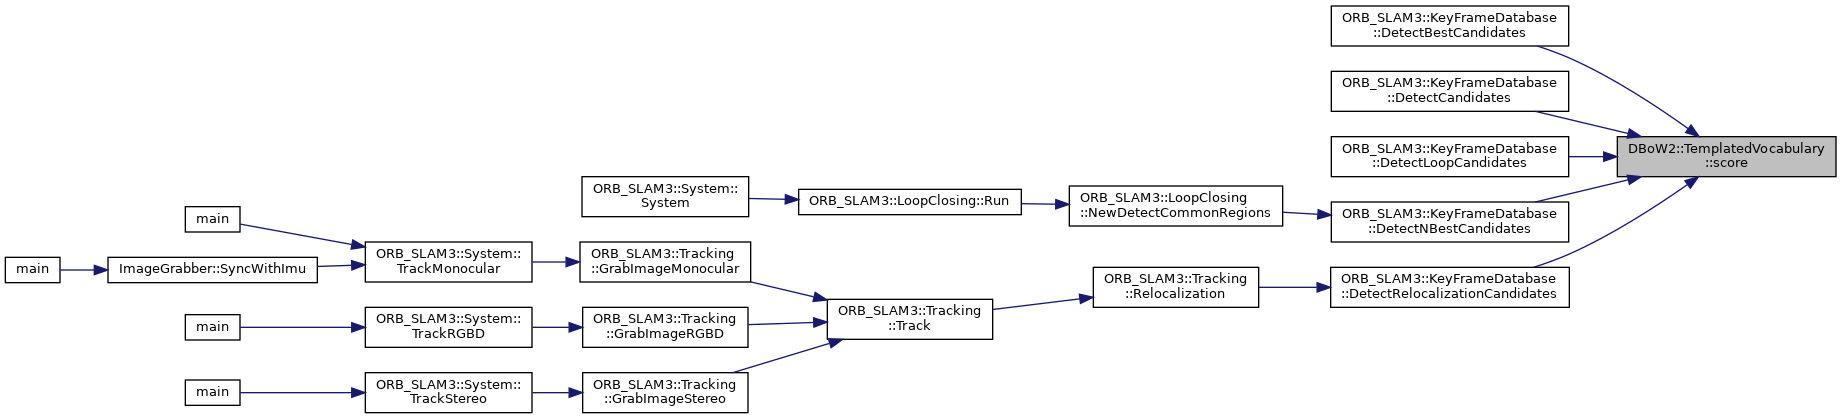 ORB_SLAM3::KeyFrameDatabase
::DetectBestCandidates
ORB_SLAM3::KeyFrameDatabase
::DetectCandidates
ORB_SLAM3::KeyFrameDatabase
::DetectLoopCandidates
DBoW2::TemplatedVocabulary
::score
ORB_SLAM3::System::
System
ORB_SLAM3::LoopClosing::Run
ORB_SLAM3::LoopClosing
::NewDetectCommonRegions
ORB_SLAM3::KeyFrameDatabase
::DetectNBestCandidates
main
main
ImageGrabber::SyncWithImu
ORB_SLAM3::System::
TrackMonocular
ORB_SLAM3::Tracking
::GrabImageMonocular
ORB_SLAM3::Tracking
::Relocalization
ORB_SLAM3::KeyFrameDatabase
::DetectRelocalizationCandidates
main
ORB_SLAM3::System::
TrackRGBD
ORB_SLAM3::Tracking
::GrabImageRGBD
ORB_SLAM3::Tracking
::Track
main
ORB_SLAM3::System::
TrackStereo
ORB_SLAM3::Tracking
::GrabImageStereo